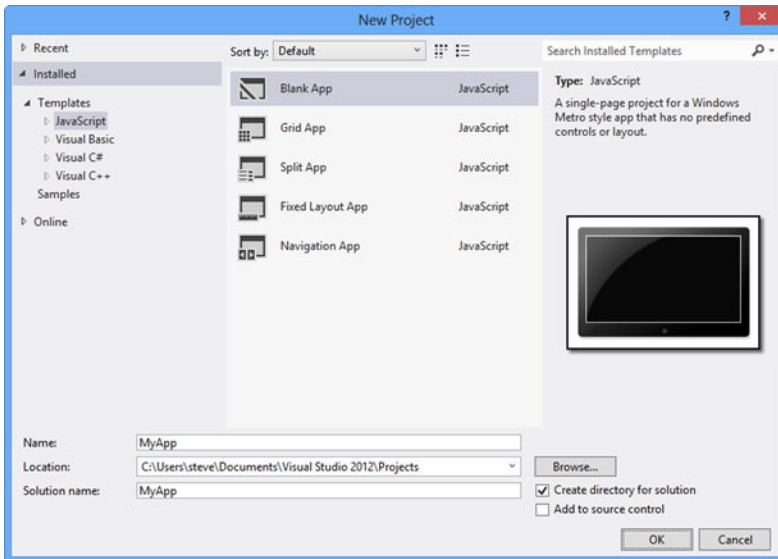 New Project
?
Recent
Installed
Templates
JavaScript
Visual Basic
Visual C#
Visual C++
Samples
Online
Sort by: Default
Blank App JavaScript
Grid App JavaScript
Split App JavaScript
Fixed Layout App JavaScript
Navigation App JavaScript
Search Installed Templates
Type: JavaScript
A single-page project for a Windows
Metro style app that has no predefined
controls or layout.
Name: MyApp
Location: C:\Users\steve\Documents\Visual Studio 2012\Projects
Browse...
Solution name: MyApp
Create directory for solution
Add to source control
OK Cancel